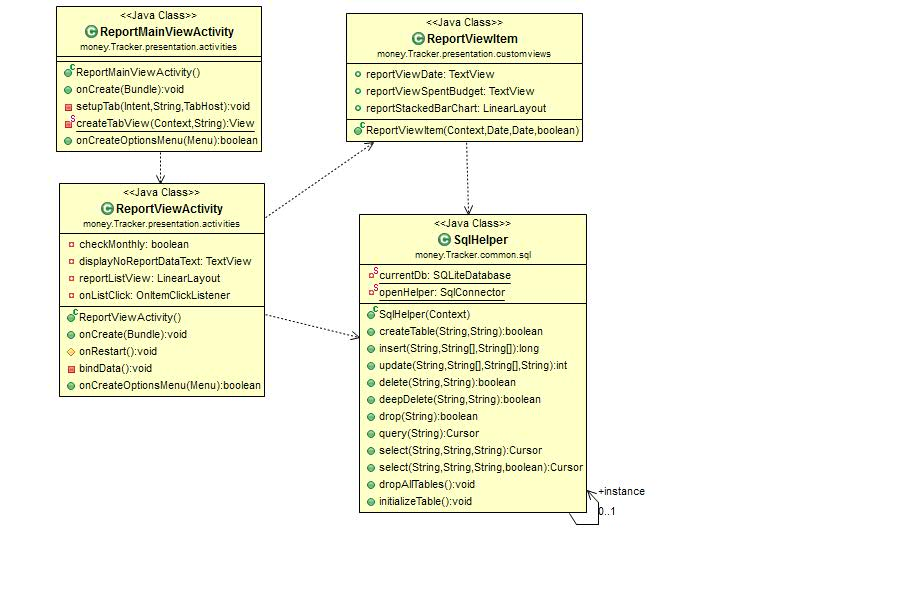 <<Java Class>>
ReportMainViewActivity
money.Tracker.presentation.activities
ReportMainViewActivity()
onCreate(Bundle):void
setupTab(Intent,String,TabHost):void
createTabView(Context,String):View
onCreateOptionsMenu(Menu):boolean
<<Java Class>>
ReportViewItem
money.Tracker.presentation.customviews
reportViewDate: TextView
reportViewSpentBudget: TextView
reportStackedBarChart: LinearLayout
ReportViewItem(Context,Date,Date,boolean)
<<Java Class>>
ReportViewActivity
money.Tracker.presentation.activities
checkMonthly: boolean
displayNoReportDataText: TextView
reportListView: LinearLayout
onListClick: OnItemClickListener
ReportViewActivity()
onCreate(Bundle):void
onRestart():void
bindData():void
onCreateOptionsMenu(Menu):boolean
<<Java Class>>
SqlHelper
money.Tracker.common.sql
currentDb: SQLiteDatabase
openHelper: SqlConnector
SqlHelper(Context)
createTable(String,String):boolean
insert(String,String[],String[]):long
update(String,String[],String[],String):int
delete(String,String):boolean
deepDelete(String,String):boolean
drop(String):boolean
query(String):Cursor
select(String,String,String):Cursor
select(String,String,String,boolean):Cursor
dropAllTables():void
initializeTable():void
+instance
0..1